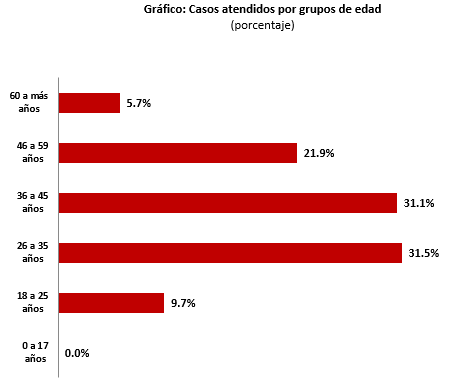 Gráfico: Casos atendidos por grupos de edad
(porcentaje)
60 a más
años
5.7%
46 a 59
años
21.9%
36 a 45
años
31.1%
26 a 35
años
31.5%
18 a 25
años
9.7%
0 a 17
años
0.0%